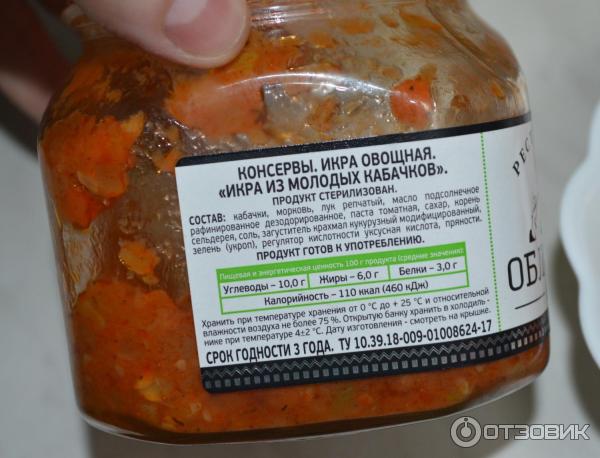 КОНСЕРВЫ. ИКРА ОВОЩНАЯ.
«ИКРА ИЗ МОЛОДЫХ КАБАЧКОВ».
ПРОДУКТ СТЕРИЛИЗОВАН.
СОСТАВ: кабачки, морковь, лук репчатый, масло подсолнечное
рафинированное дезодорированное, паста томатная, сахар, корень
сельдерея, соль, загуститель крахмал кукурузный модифицированный,
зелень (укроп), регулятор кислотности уксусная кислота, пряности.
ПРОДУКТ ГОТОВ К УПОТРЕБЛЕНИЮ.
Пищевая и энергетическая ценность 100 г продукта (средние значения):
Углеводы – 10,0 г Жиры – 6,0 г Белки – 3,0 г
Калорийность – 110 ккал (460 кДж)
Хранить при температуре хранения от 0 °С до + 25 °С и относительной
влажности воздуха не более 75 %. Открытую банку хранить в холодиль-
нике при температуре 4±2 °С. Дату изготовления - смотреть на крышке.
СРОК ГОДНОСТИ 3 ГОДА. ТУ 10.39.18-009-01008624-17
РЕС
ОБЛ
ОТЗОВИК